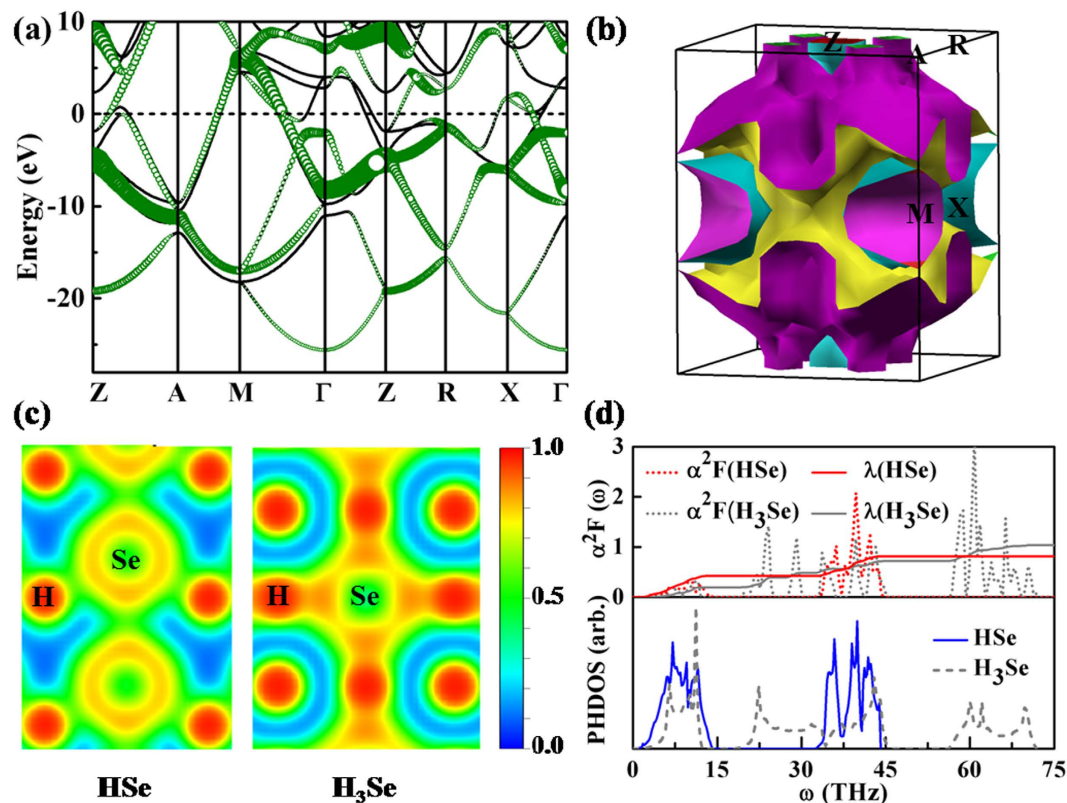 (a)
10
0
-10
-20
Energy (eV)
Z A M Γ Z R X Γ
(b)
Z
A
R
M
X
(c)
H
Se
HSe
H
Se
H₃Se
1.0
0.5
0.0
(d)
3
2
1
0
α²F (ω)
α²F(HSe) λ(HSe)
α²F(H₃Se) λ(H₃Se)
PHDOS (arb.)
HSe
H₃Se
0 15 30 45 60 75
ω (THz)